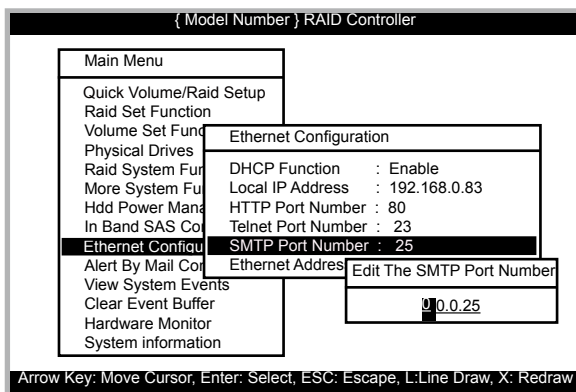 { Model Number } RAID Controller
Main Menu
Quick Volume/Raid Setup
Raid Set Function
Volume Set Func
Physical Drives
Raid System Fun
More System Fu
Hdd Power Mana
In Band SAS Co
Ethernet Configu
Alert By Mail Con
View System Events
Clear Event Buffer
Hardware Monitor
System information
Ethernet Configuration
DHCP Function : Enable
Local IP Address : 192.168.0.83
HTTP Port Number : 80
Telnet Port Number : 23
SMTP Port Number : 25
Ethernet Addres
Edit The SMTP Port Number
0.0.0.25
Arrow Key: Move Cursor, Enter: Select, ESC: Escape, L:Line Draw, X: Redraw